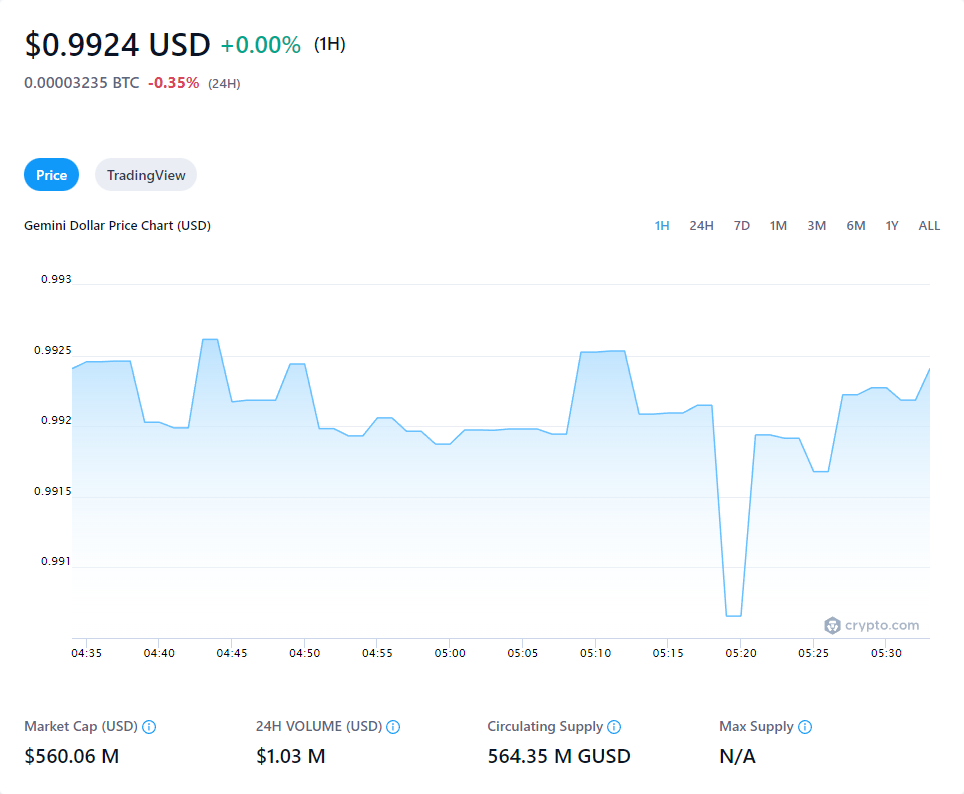 $0.9924 USD +0.00% (1H)
0.00003235 BTC -0.35% (24H)
Price TradingView
Gemini Dollar Price Chart (USD) 1H 24H 7D 1M 3M 6M 1Y ALL
0.993
0.9925
0.992
0.9915
0.991
crypto.com
04:35 04:40 04:45 04:50 04:55 05:00 05:05 05:10 05:15 05:20 05:25 05:30
Market Cap (USD) 24H VOLUME (USD) Circulating Supply Max Supply
$560.06 M $1.03 M 564.35 M GUSD N/A